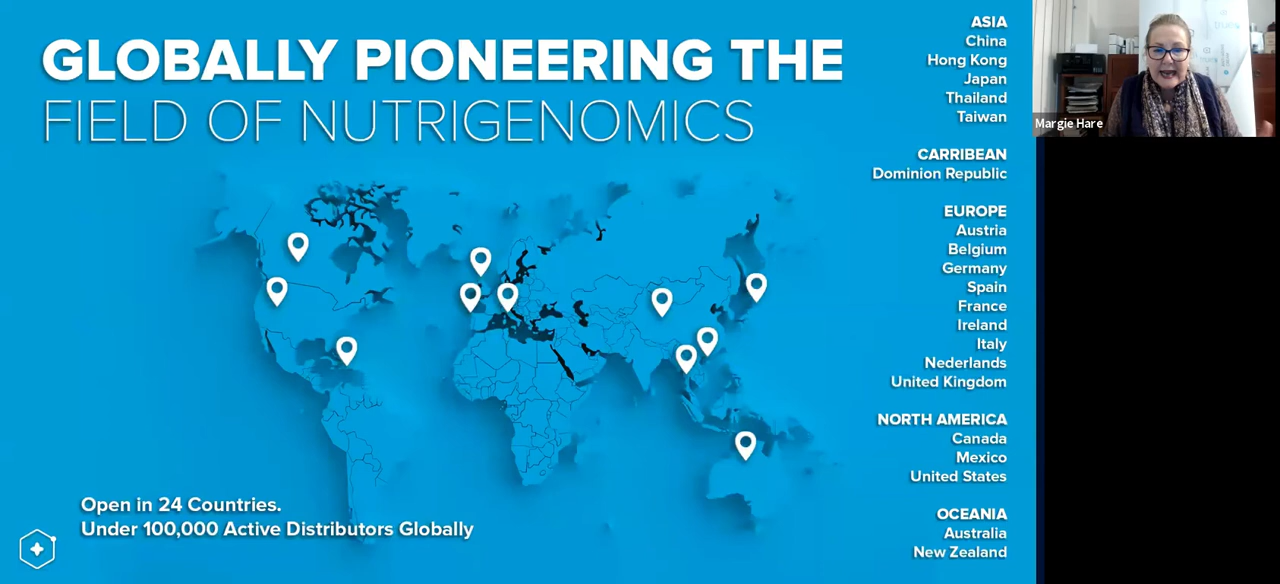 GLOBALLY PIONEERING THE
FIELD OF NUTRIGENOMICS
Open in 24 Countries.
Under 100,000 Active Distributors Globally
ASIA
China
Hong Kong
Japan
Thailand
Taiwan
CARRIBEAN
Dominion Republic
EUROPE
Austria
Belgium
Germany
Spain
France
Ireland
Italy
Nederlands
United Kingdom
NORTH AMERICA
Canada
Mexico
United States
OCEANIA
Australia
New Zealand
Margie Hare